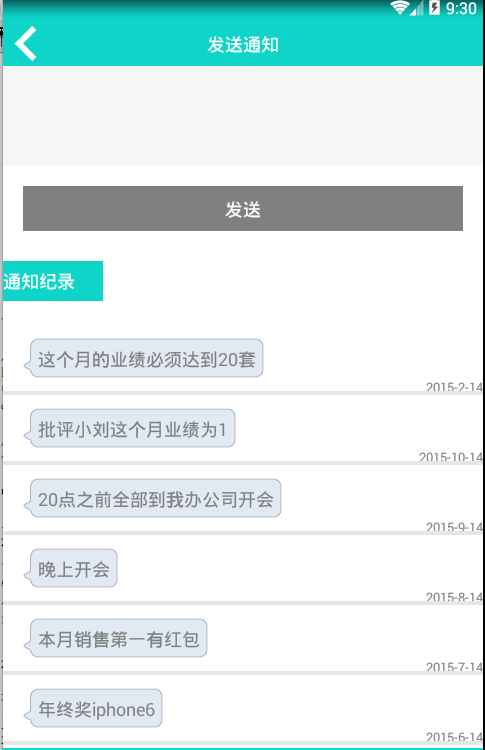 9:30
发送通知
发送
通知纪录
这个月的业绩必须达到20套
2015-2-14
批评小刘这个月业绩为1
2015-10-14
20点之前全部到我办公司开会
2015-9-14
晚上开会
2015-8-14
本月销售第一有红包
2015-7-14
年终奖iphone6
2015-6-14